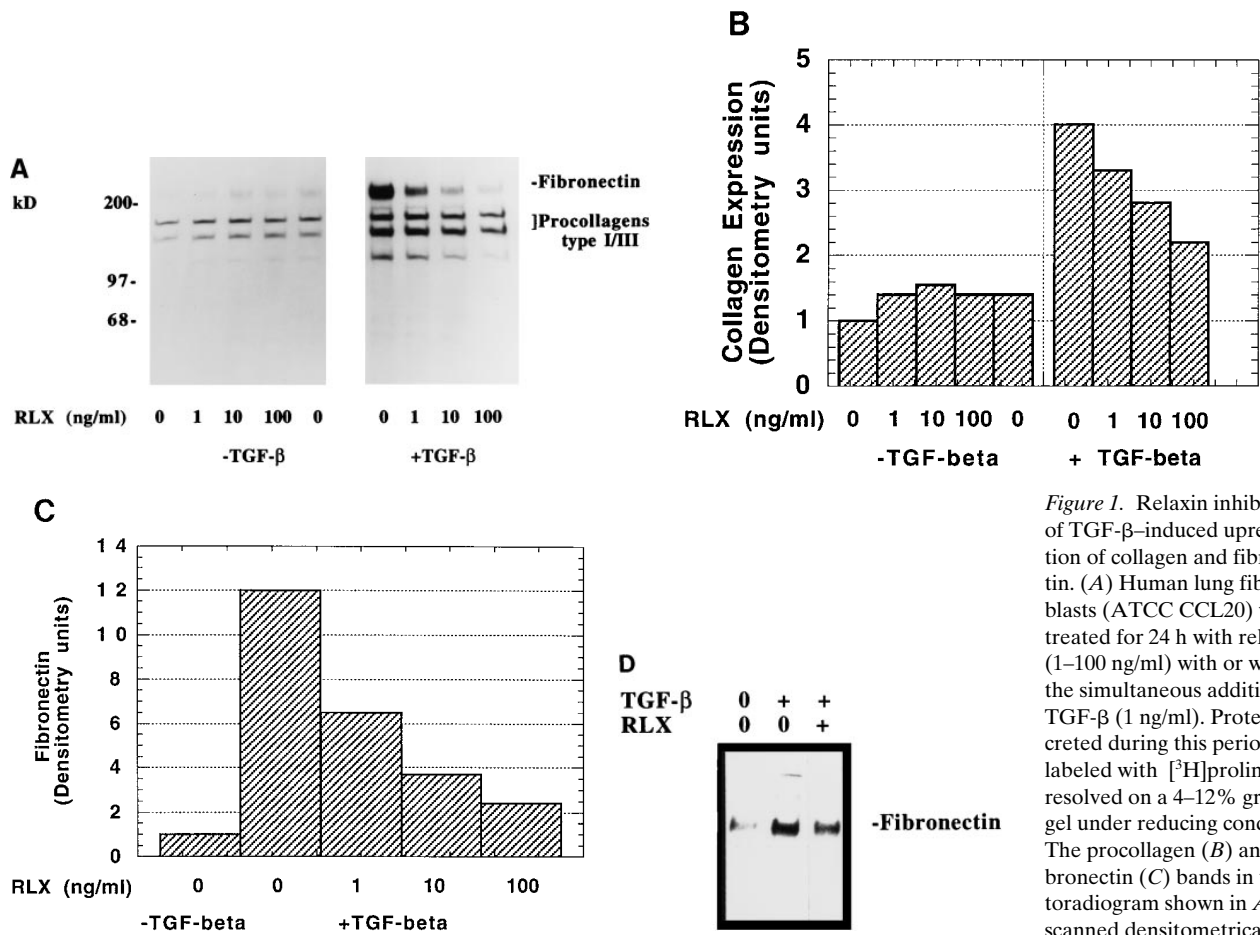 A
kD
200-
97-
68-
-Fibronectin
]Procollagens
type I/III
RLX (ng/ml) 0 1 10 100 0 0 1 10 100
-TGF-β +TGF-β
B
Collagen Expression
(Densitometry units)
5
4
3
2
1
0
RLX (ng/ml) 0 1 10 100 0 0 1 10 100
-TGF-beta + TGF-beta
C
Fibronectin
(Densitometry units)
14
12
10
8
6
4
2
0
RLX (ng/ml) 0 0 1 10 100
-TGF-beta +TGF-beta
D
TGF-β 0 + +
RLX 0 0 +
-Fibronectin
Figure 1. Relaxin inhib
of TGF-β–induced upre
tion of collagen and fibr
tin. (A) Human lung fib
blasts (ATCC CCL20)
treated for 24 h with rel
(1–100 ng/ml) with or w
the simultaneous additi
TGF-β (1 ng/ml). Prote
creted during this perio
labeled with [³H]prolin
resolved on a 4–12% gr
gel under reducing cond
The procollagen (B) an
bronectin (C) bands in
toradiogram shown in A
scanned densitometrica